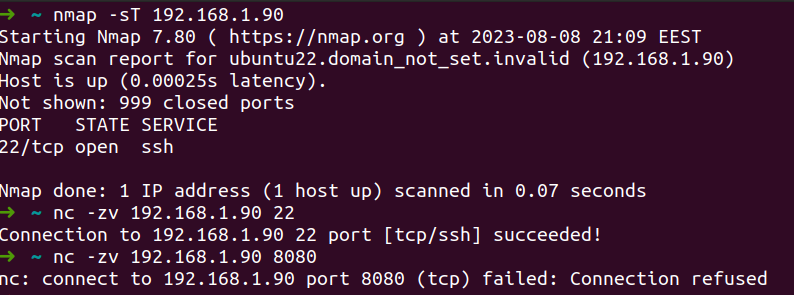 ➜ ~ nmap -sT 192.168.1.90
Starting Nmap 7.80 ( https://nmap.org ) at 2023-08-08 21:09 EEST
Nmap scan report for ubuntu22.domain_not_set.invalid (192.168.1.90)
Host is up (0.00025s latency).
Not shown: 999 closed ports
PORT   STATE SERVICE
22/tcp open  ssh
Nmap done: 1 IP address (1 host up) scanned in 0.07 seconds
➜ ~ nc -zv 192.168.1.90 22
Connection to 192.168.1.90 22 port [tcp/ssh] succeeded!
➜ ~ nc -zv 192.168.1.90 8080
nc: connect to 192.168.1.90 port 8080 (tcp) failed: Connection refused